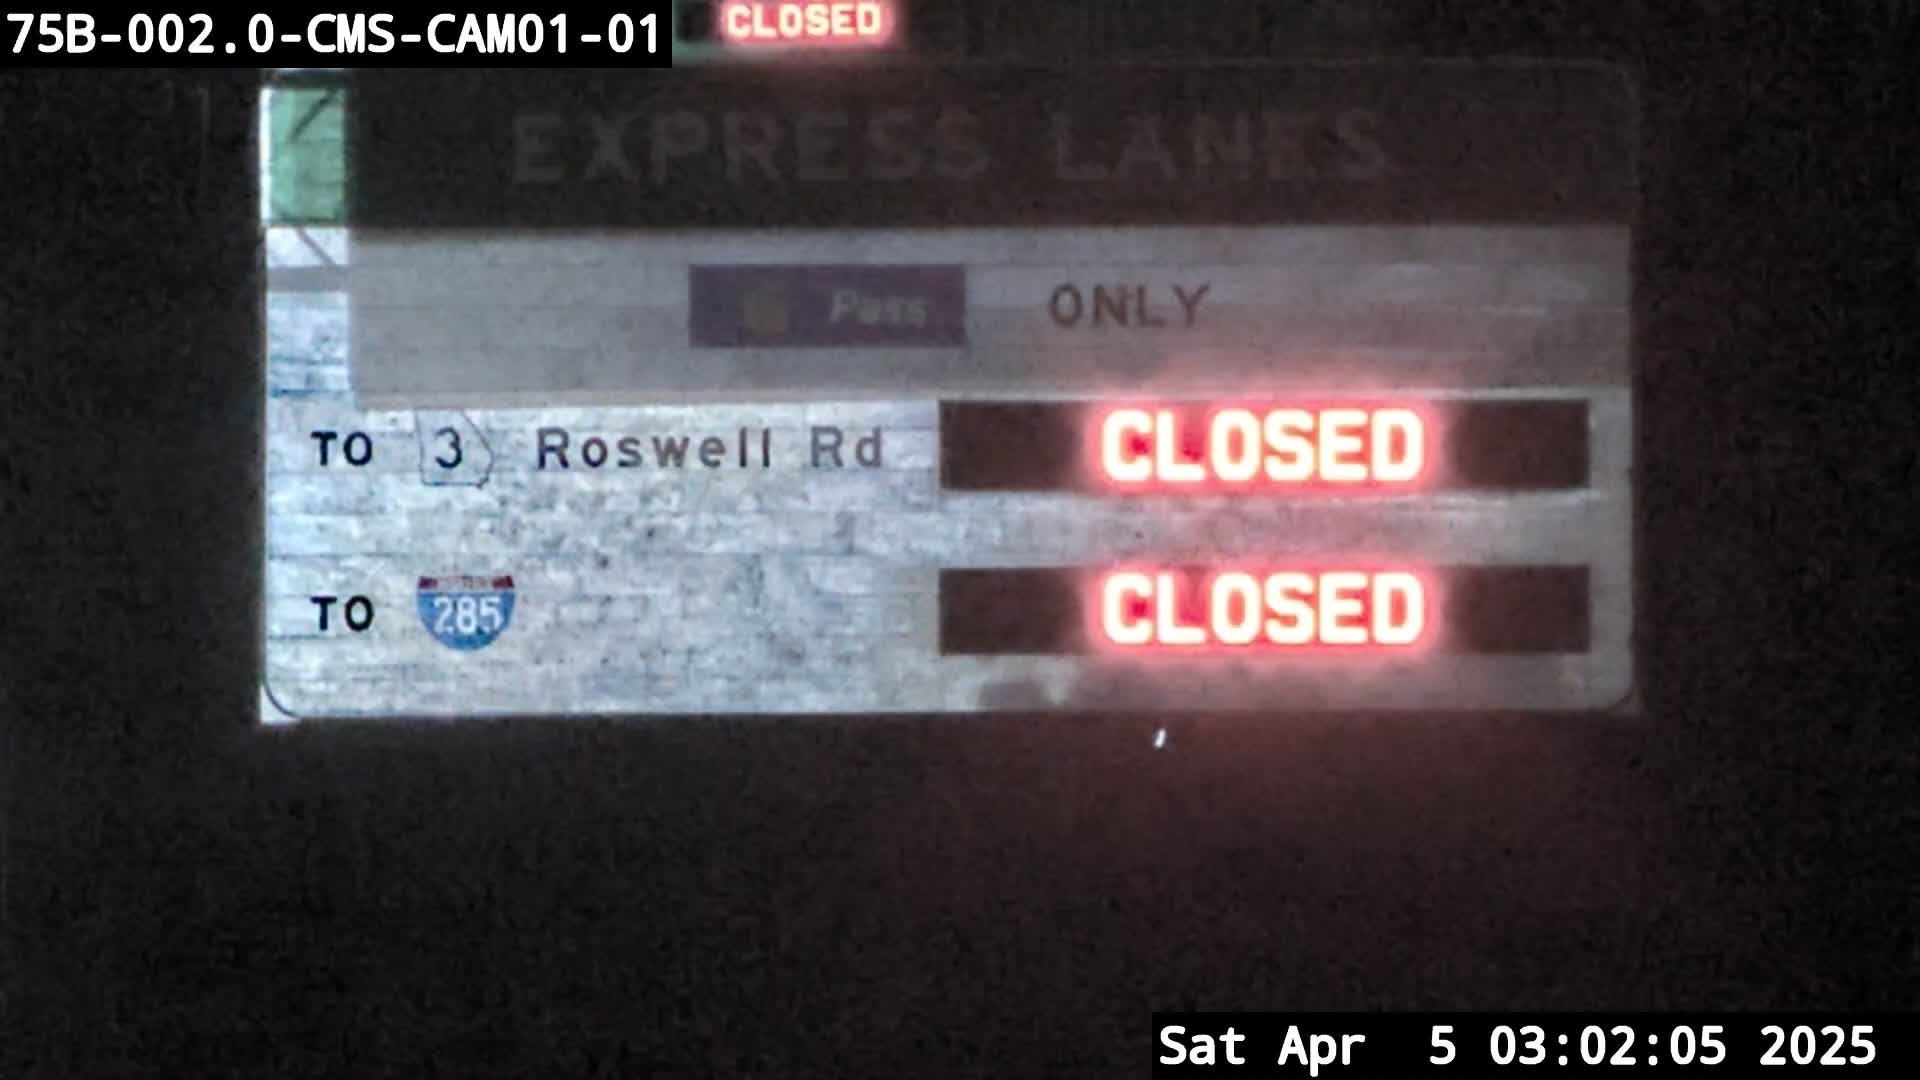 75B-002.0-CMS-CAM01-01
CLOSED
EXPRESS LANES
Pass ONLY
TO 3 Roswell Rd CLOSED
TO 285 CLOSED
Sat Apr 5 03:02:05 2025